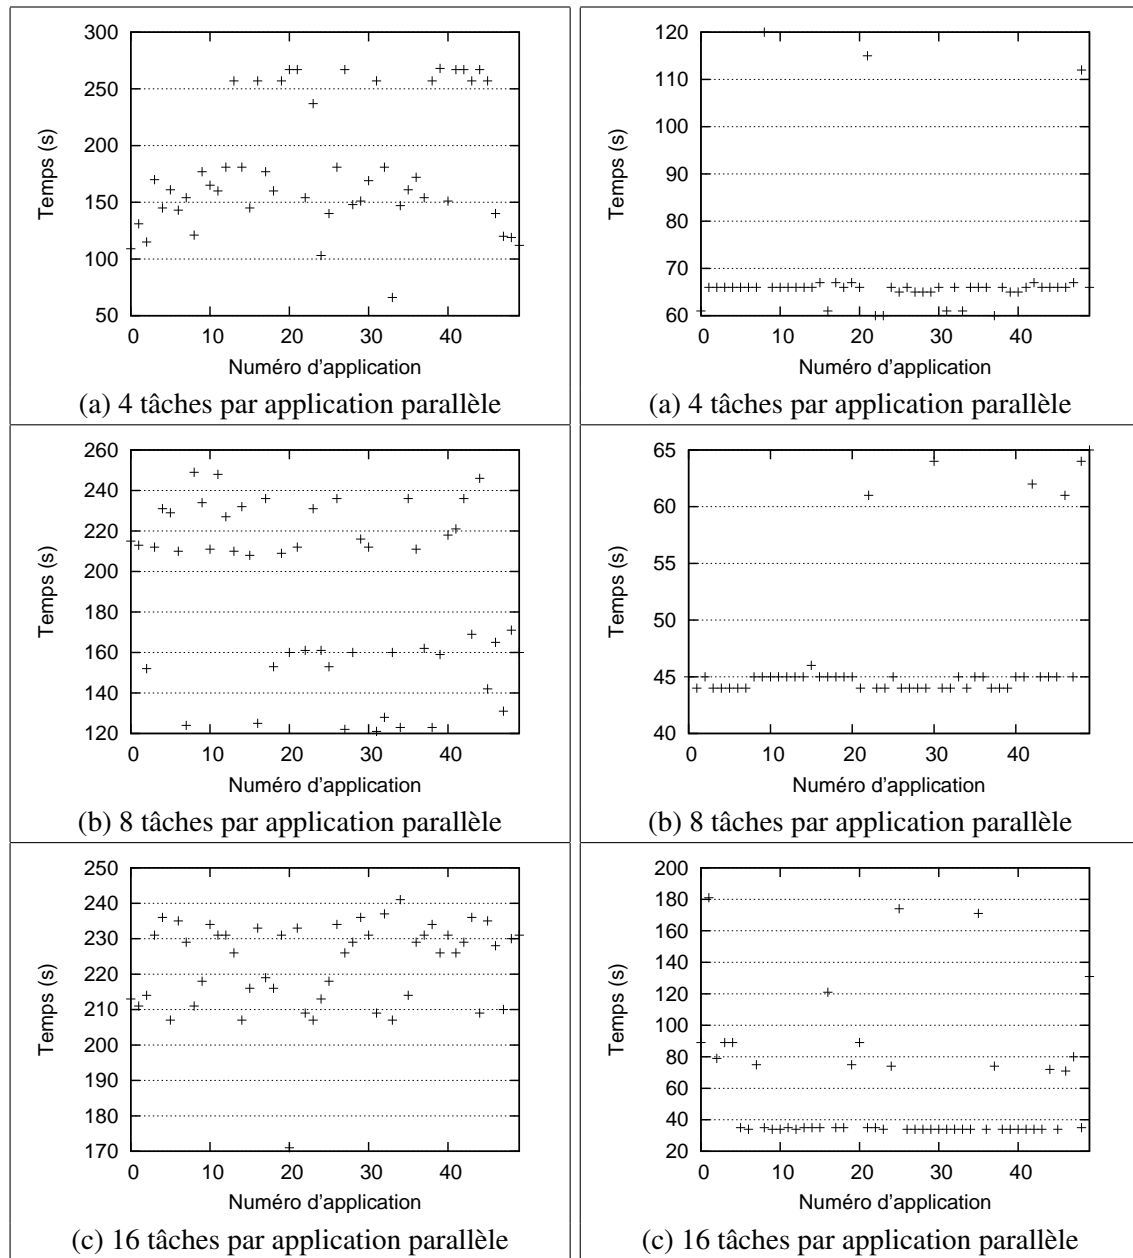 300
250
200
150
100
50
0 10 20 30 40
Temps (s)
Numéro d'application
(a) 4 tâches par application parallèle
120
110
100
90
80
70
60
0 10 20 30 40
Temps (s)
Numéro d'application
(a) 4 tâches par application parallèle
260
240
220
200
180
160
140
120
0 10 20 30 40
Temps (s)
Numéro d'application
(b) 8 tâches par application parallèle
65
60
55
50
45
40
0 10 20 30 40
Temps (s)
Numéro d'application
(b) 8 tâches par application parallèle
250
240
230
220
210
200
190
180
170
0 10 20 30 40
Temps (s)
Numéro d'application
(c) 16 tâches par application parallèle
200
180
160
140
120
100
80
60
40
20
0 10 20 30 40
Temps (s)
Numéro d'application
(c) 16 tâches par application parallèle